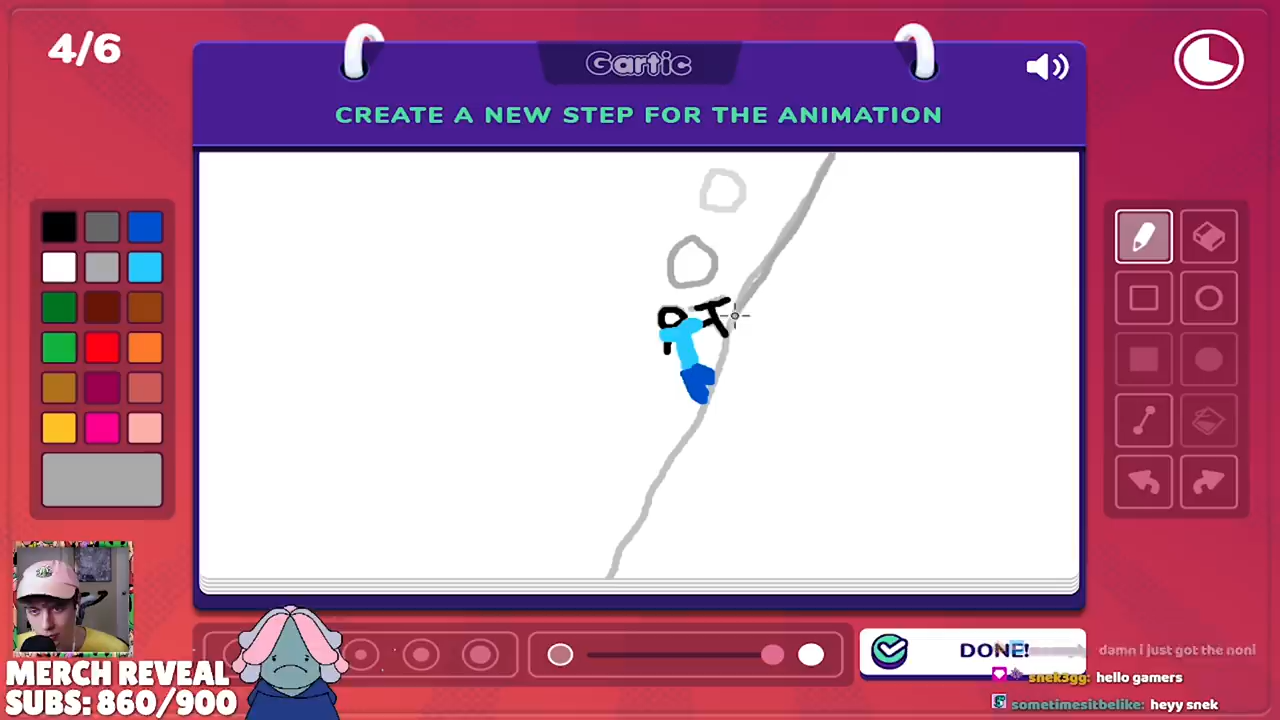 4/6
Gartic
CREATE A NEW STEP FOR THE ANIMATION
DONE!
damn i just got the noni
snek3gg: hello gamers
sometimesitbelike: heyy snek
MERCH REVEAL
SUBS: 860/900